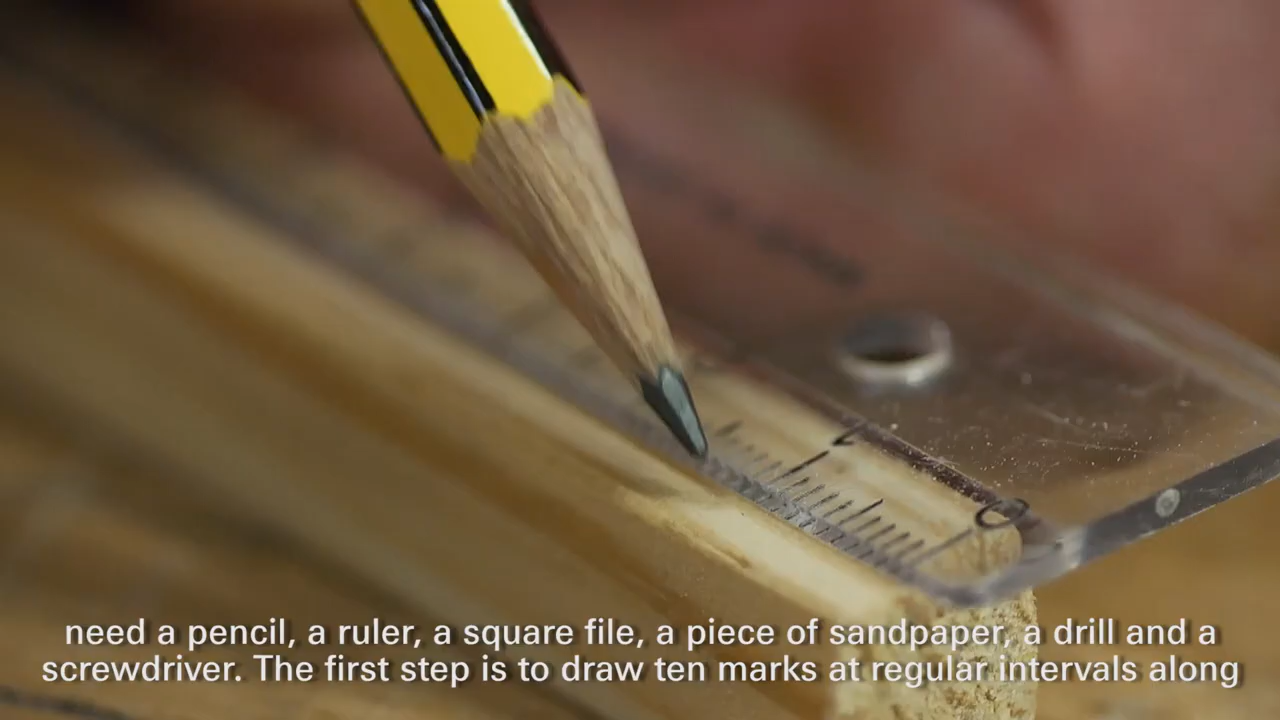 0
need a pencil, a ruler, a square file, a piece of sandpaper, a drill and a
screwdriver. The first step is to draw ten marks at regular intervals along